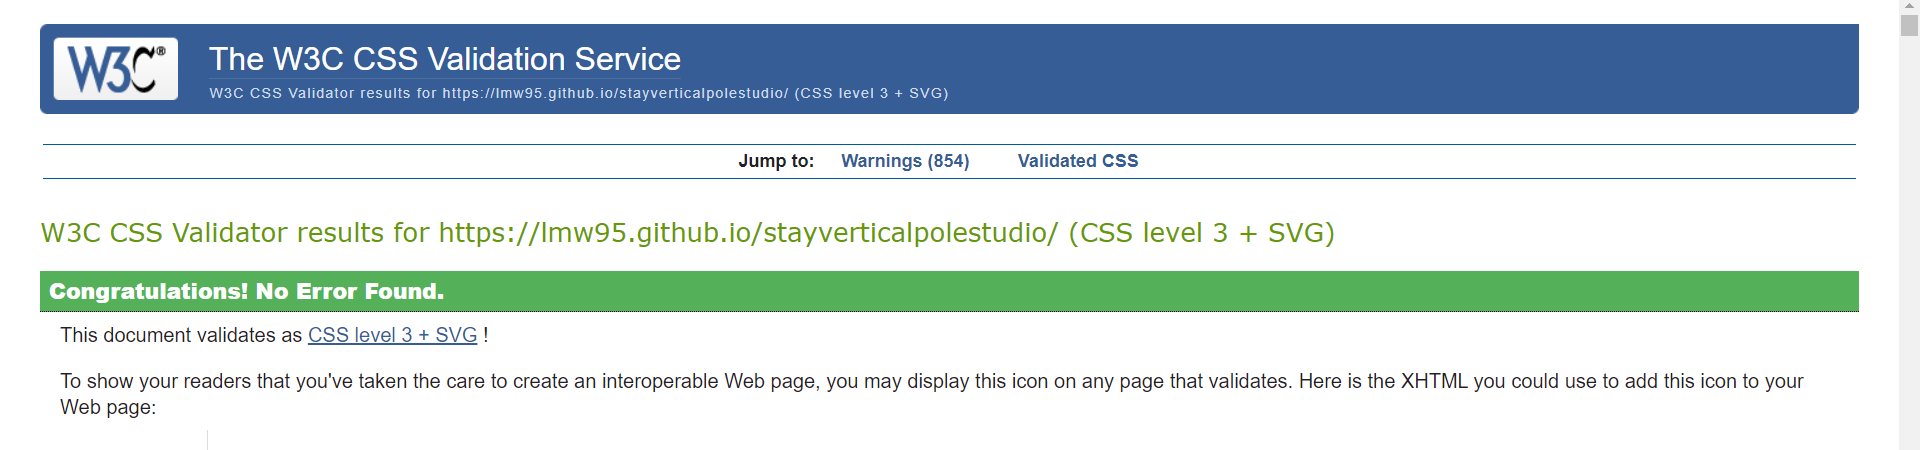 W3C®
The W3C CSS Validation Service
W3C CSS Validator results for https://lmw95.github.io/stayverticalpolestudio/ (CSS level 3 + SVG)
Jump to: Warnings (854) Validated CSS
W3C CSS Validator results for https://lmw95.github.io/stayverticalpolestudio/ (CSS level 3 + SVG)
Congratulations! No Error Found.
This document validates as CSS level 3 + SVG !
To show your readers that you've taken the care to create an interoperable Web page, you may display this icon on any page that validates. Here is the XHTML you could use to add this icon to your
Web page: